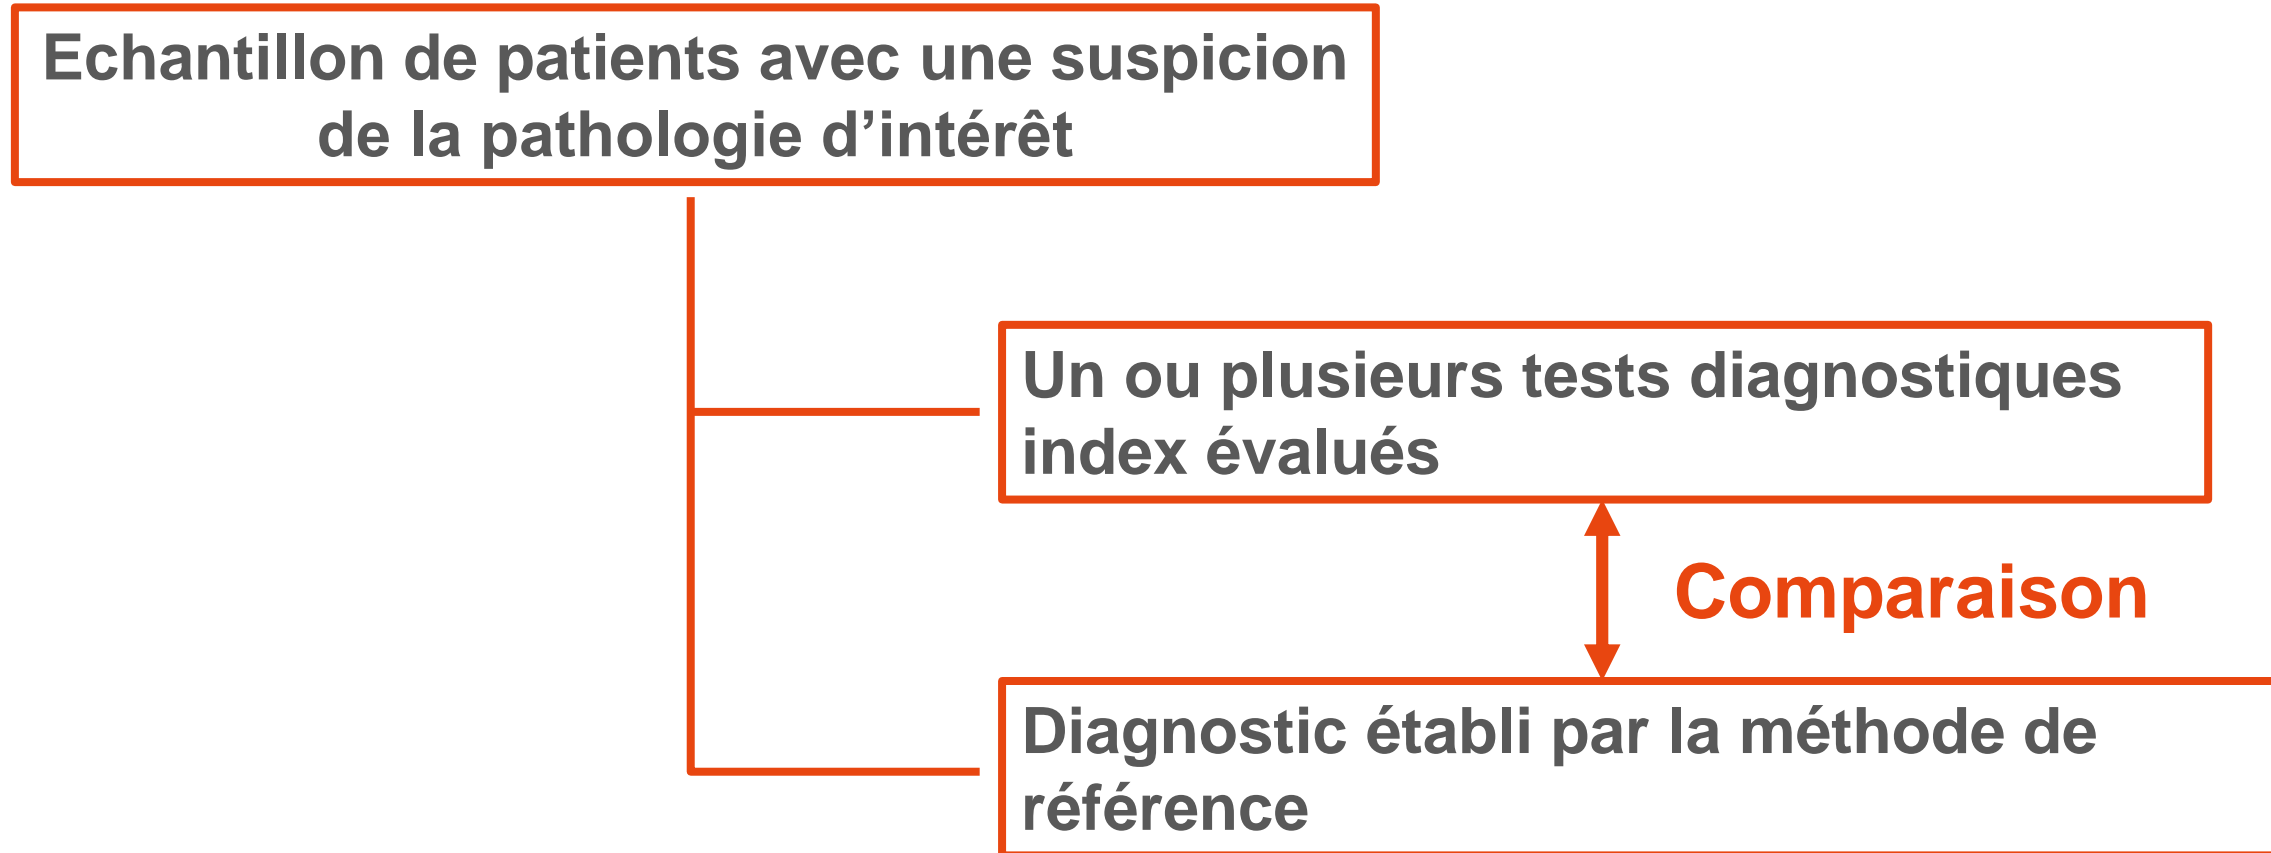 Echantillon de patients avec une suspicion
de la pathologie d’intérêt
Un ou plusieurs tests diagnostiques
index évalués
Comparaison
Diagnostic établi par la méthode de
référence